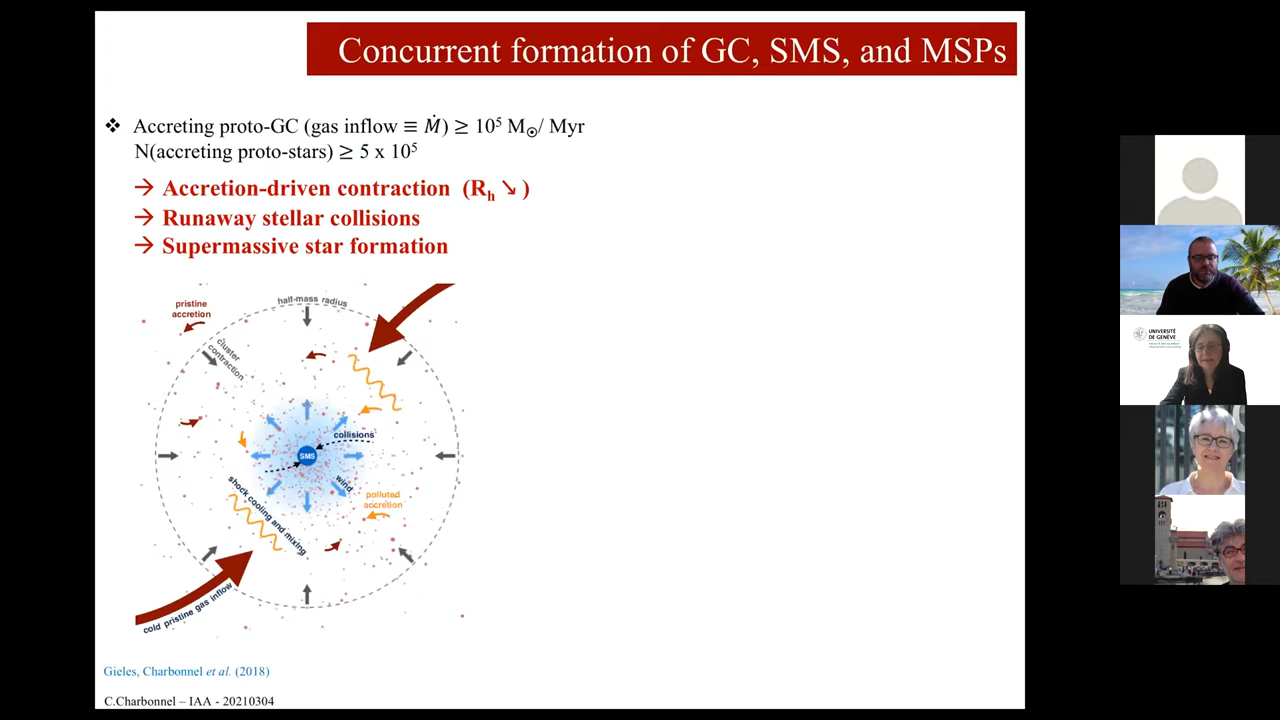 Concurrent formation of GC, SMS, and MSPs
❖ Accreting proto-GC (gas inflow ≡ Ṁ) ≥ 10⁵ M☉/ Myr
N(accreting proto-stars) ≥ 5 x 10⁵
→ Accretion-driven contraction (Rh ↘ )
→ Runaway stellar collisions
→ Supermassive star formation
pristine
accretion
half-mass radius
cluster
contraction
collisions
SMS
wind
shock cooling and mixing
polluted
accretion
cold pristine gas inflow
Gieles, Charbonnel et al. (2018)
C.Charbonnel – IAA - 20210304
UNIVERSITÉ
DE GENÈVE